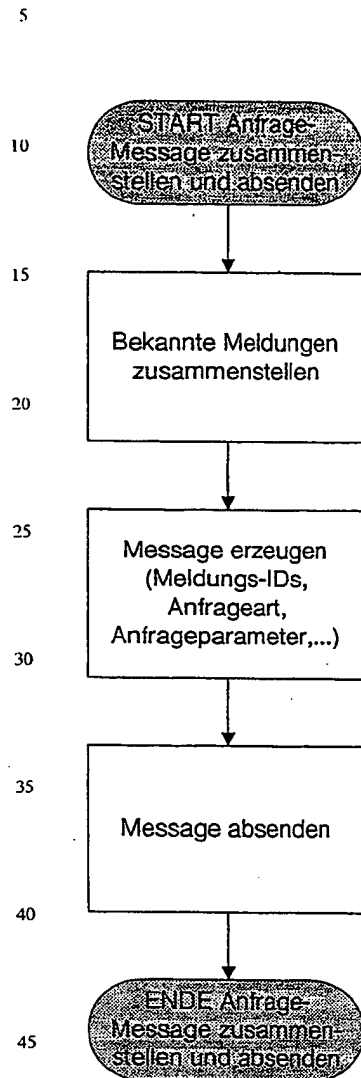 5
START Anfrage-
10
Message zusammen-
stellen und absenden
15
Bekannte Meldungen
zusammenstellen
20
25
Message erzeugen
(Meldungs-IDs,
Anfrageart,
Anfrageparameter,...)
30
35
Message absenden
40
ENDE Anfrage-
Message zusammen-
45
stellen und absenden